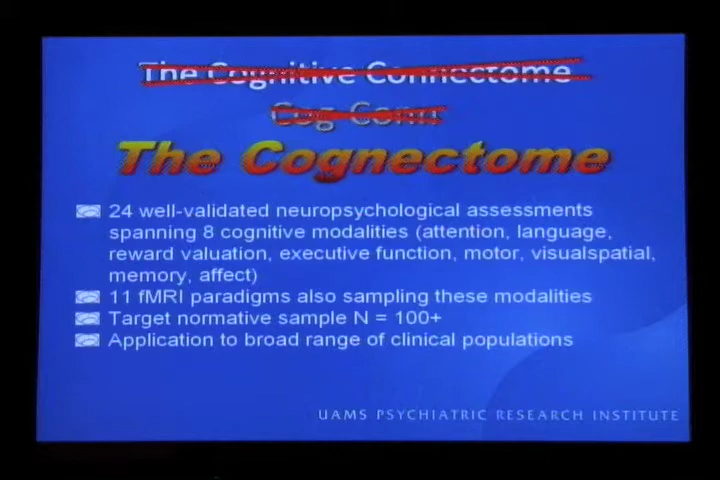 The Cognitive Connectome
Cog Conn
The Cognectome
24 well-validated neuropsychological assessments
spanning 8 cognitive modalities (attention, language,
reward valuation, executive function, motor, visualspatial,
memory, affect)
11 fMRI paradigms also sampling these modalities
Target normative sample N = 100+
Application to broad range of clinical populations
UAMS PSYCHIATRIC RESEARCH INSTITUTE